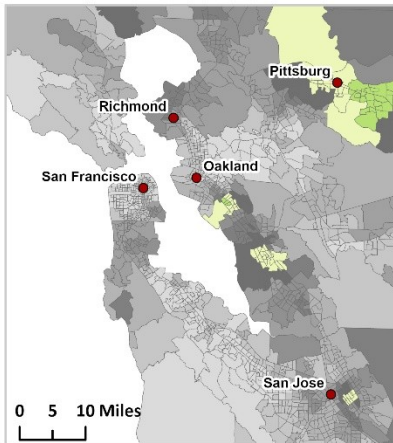 Pittsburg
Richmond
Oakland
San Francisco
San Jose
0 5 10 Miles